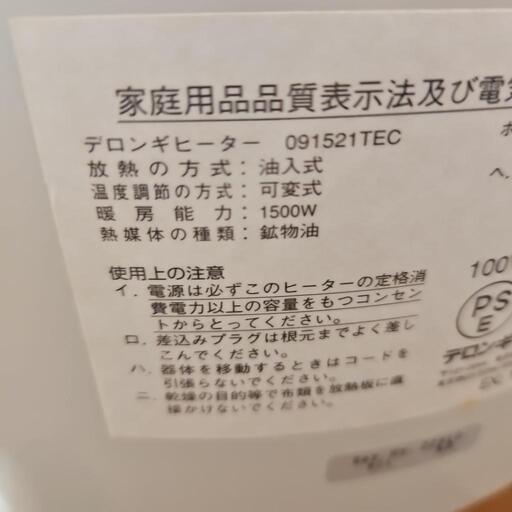 家庭用品品質表示法及び電気
デロンギヒーター 091521TEC
放熱の方式：油入式
温度調節の方式：可変式
暖房能力：1500W
熱媒体の種類：鉱物油
使用上の注意
イ．電源は必ずこのヒーターの定格消
費電力以上の容量をもつコンセン
トからとってください。
ロ．差込みプラグは根元までよく差し
こんでください。
ハ．器体を移動するときはコードを
引張らないでください。
ニ．乾燥の目的等で布類を放熱板に直
接かけないでください。
100
PS
E
デロンギ